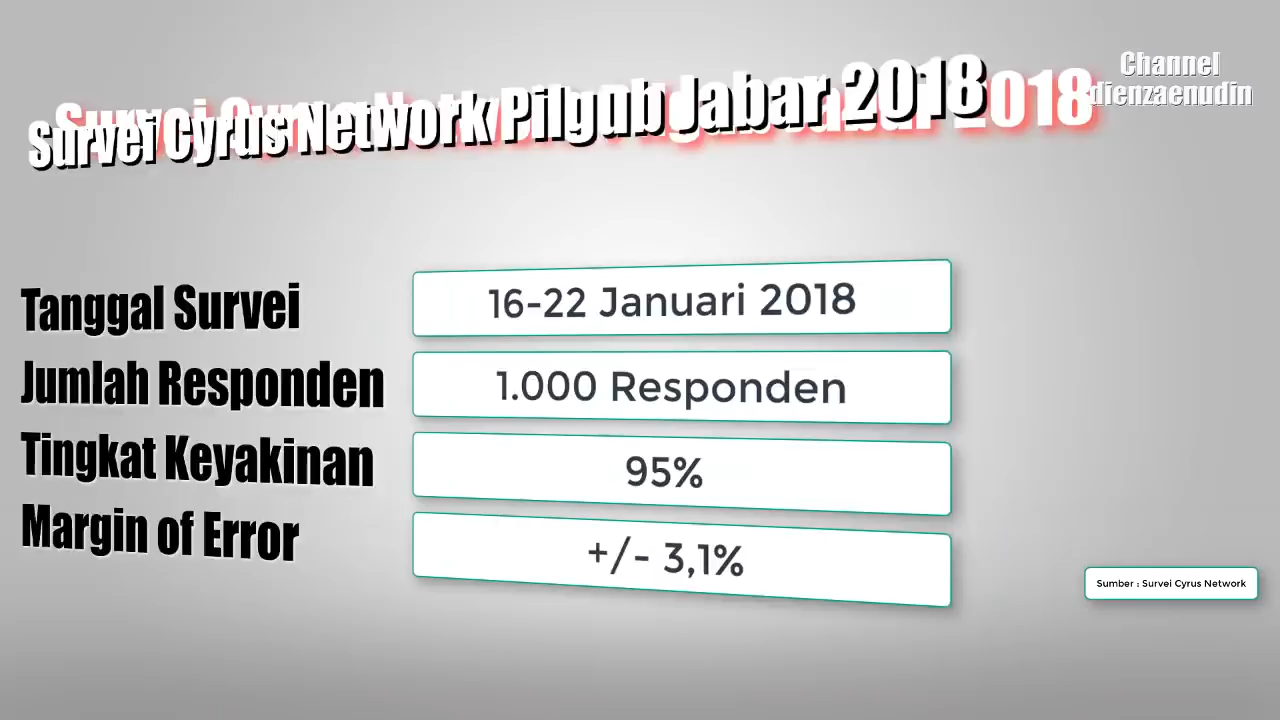 Survei Cyrus Network Pilgub Jabar 2018
Channel
dienzaenudin
Tanggal Survei
16-22 Januari 2018
Jumlah Responden
1.000 Responden
Tingkat Keyakinan
95%
Margin of Error
+/- 3,1%
Sumber : Survei Cyrus Network